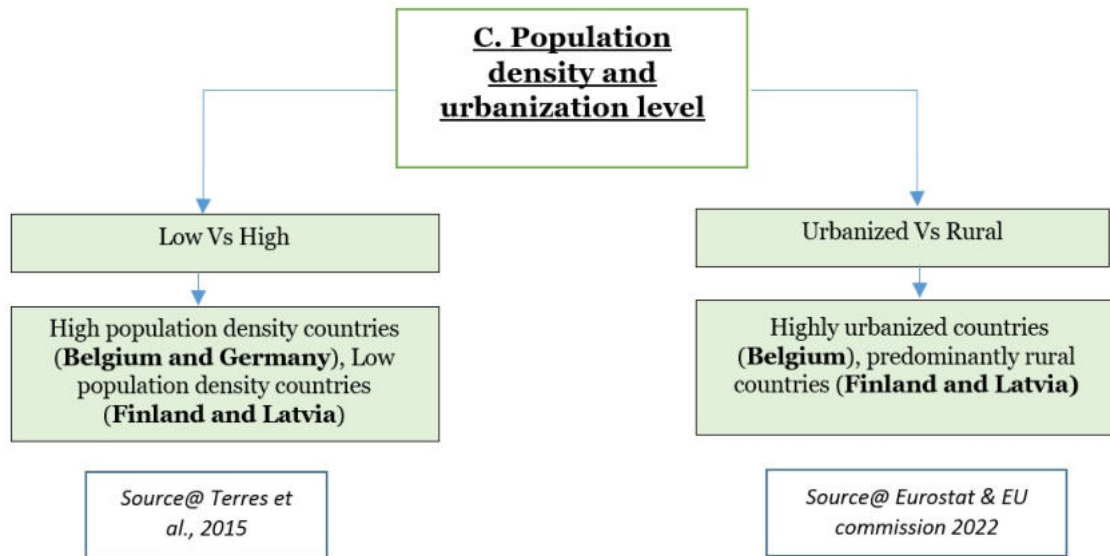 C. Population
density and
urbanization level
Low Vs High
Urbanized Vs Rural
High population density countries
(Belgium and Germany), Low
population density countries
(Finland and Latvia)
Highly urbanized countries
(Belgium), predominantly rural
countries (Finland and Latvia)
Source@ Terres et
al., 2015
Source@ Eurostat & EU
commission 2022